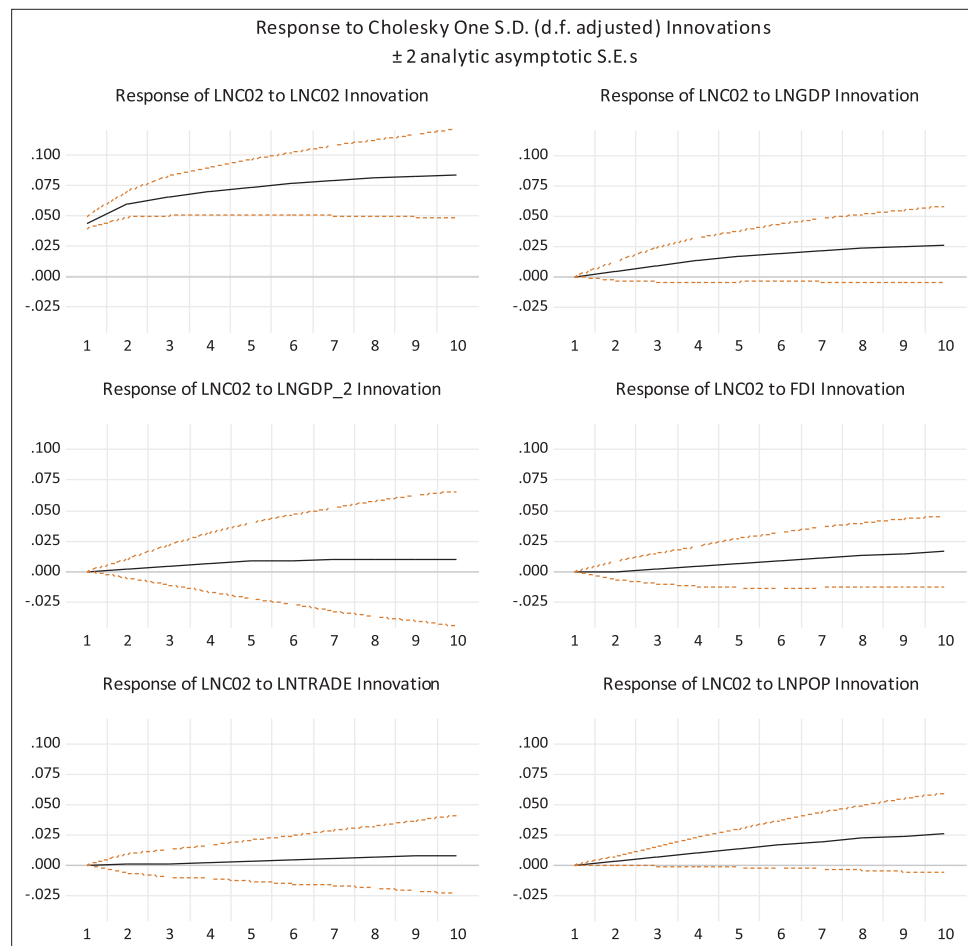 Response to Cholesky One S.D. (d.f. adjusted) Innovations
± 2 analytic asymptotic S.E.s
Response of LNC02 to LNC02 Innovation
.100
.075
.050
.025
.000
-.025
1 2 3 4 5 6 7 8 9 10
Response of LNC02 to LNGDP Innovation
.100
.075
.050
.025
.000
-.025
1 2 3 4 5 6 7 8 9 10
Response of LNC02 to LNGDP_2 Innovation
.100
.075
.050
.025
.000
-.025
1 2 3 4 5 6 7 8 9 10
Response of LNC02 to FDI Innovation
.100
.075
.050
.025
.000
-.025
1 2 3 4 5 6 7 8 9 10
Response of LNC02 to LNTRADE Innovation
.100
.075
.050
.025
.000
-.025
1 2 3 4 5 6 7 8 9 10
Response of LNC02 to LNPOP Innovation
.100
.075
.050
.025
.000
-.025
1 2 3 4 5 6 7 8 9 10